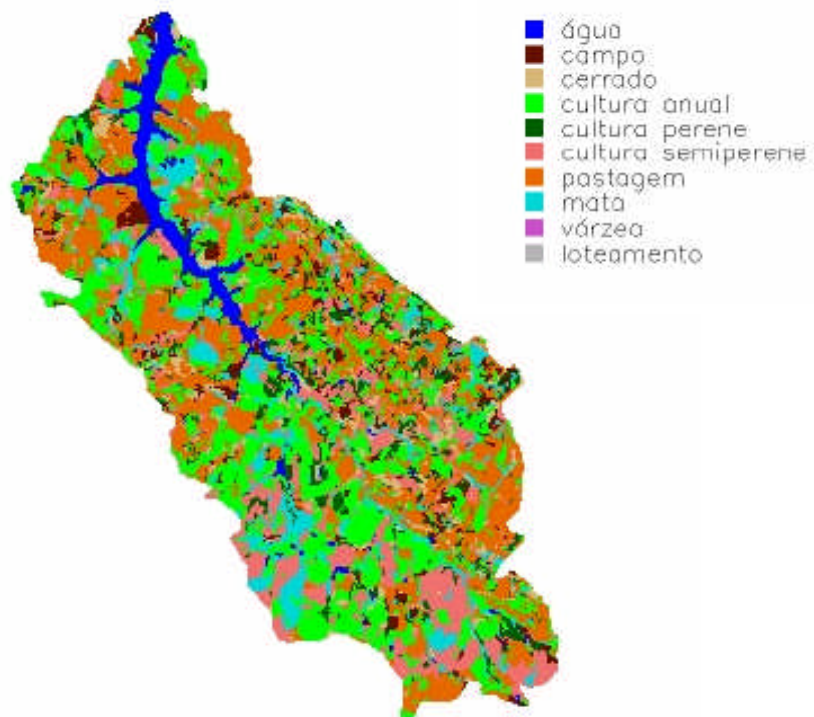 água
campo
cerrado
cultura anual
cultura perene
cultura semiperene
pastagem
mata
várzea
loteamento